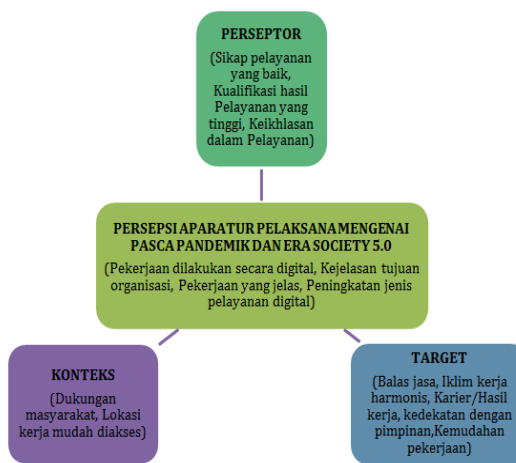 PERSEPTOR
(Sikap pelayanan
yang baik,
Kualifikasi hasil
Pelayanan yang
tinggi, Keikhlasan
dalam Pelayanan)
PERSEPSI APARATUR PELAKSANA MENGENAI
PASCA PANDEMIK DAN ERA SOCIETY 5.0
(Pekerjaan dilakukan secara digital, Kejelasan tujuan
organisasi, Pekerjaan yang jelas, Peningkatan jenis
pelayanan digital)
KONTEKS
(Dukungan
masyarakat, Lokasi
kerja mudah diakses)
TARGET
(Balas jasa, Iklim kerja
harmonis, Karier/Hasil
kerja, kedekatan dengan
pimpinan,Kemudahan
pekerjaan)